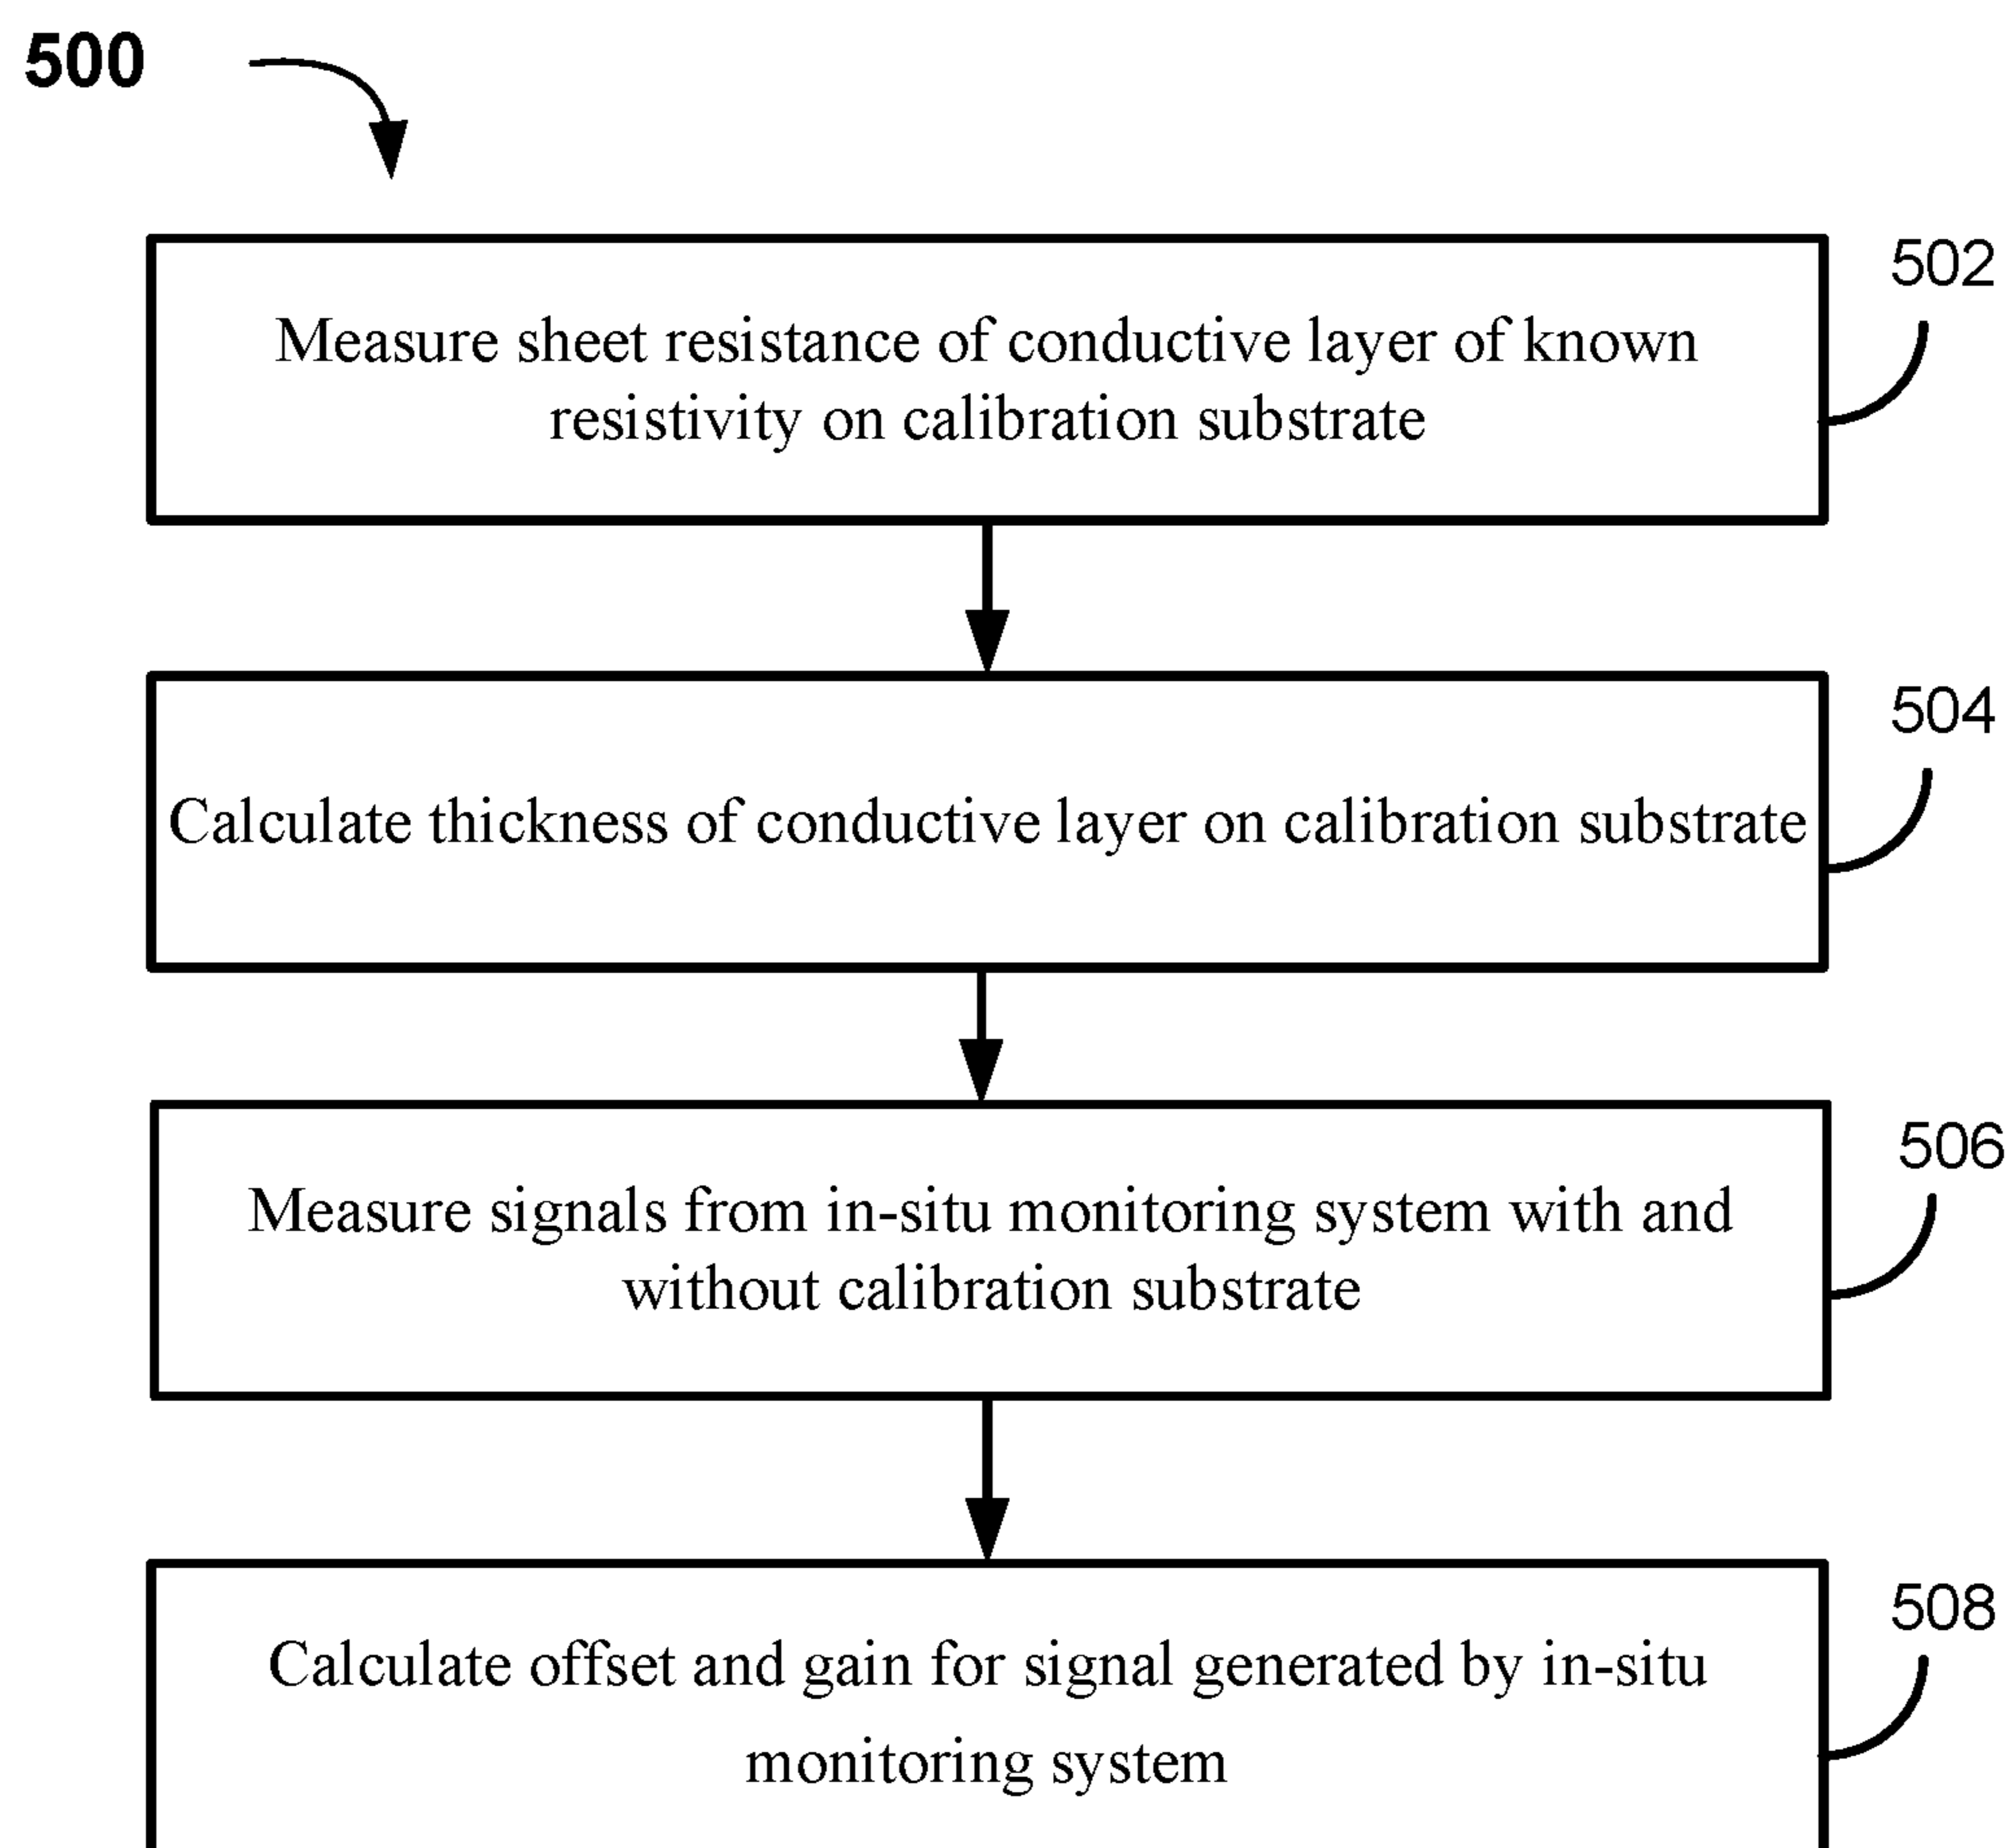 500
502
Measure sheet resistance of conductive layer of known
resistivity on calibration substrate
504
Calculate thickness of conductive layer on calibration substrate
506
Measure signals from in-situ monitoring system with and
without calibration substrate
508
Calculate offset and gain for signal generated by in-situ
monitoring system